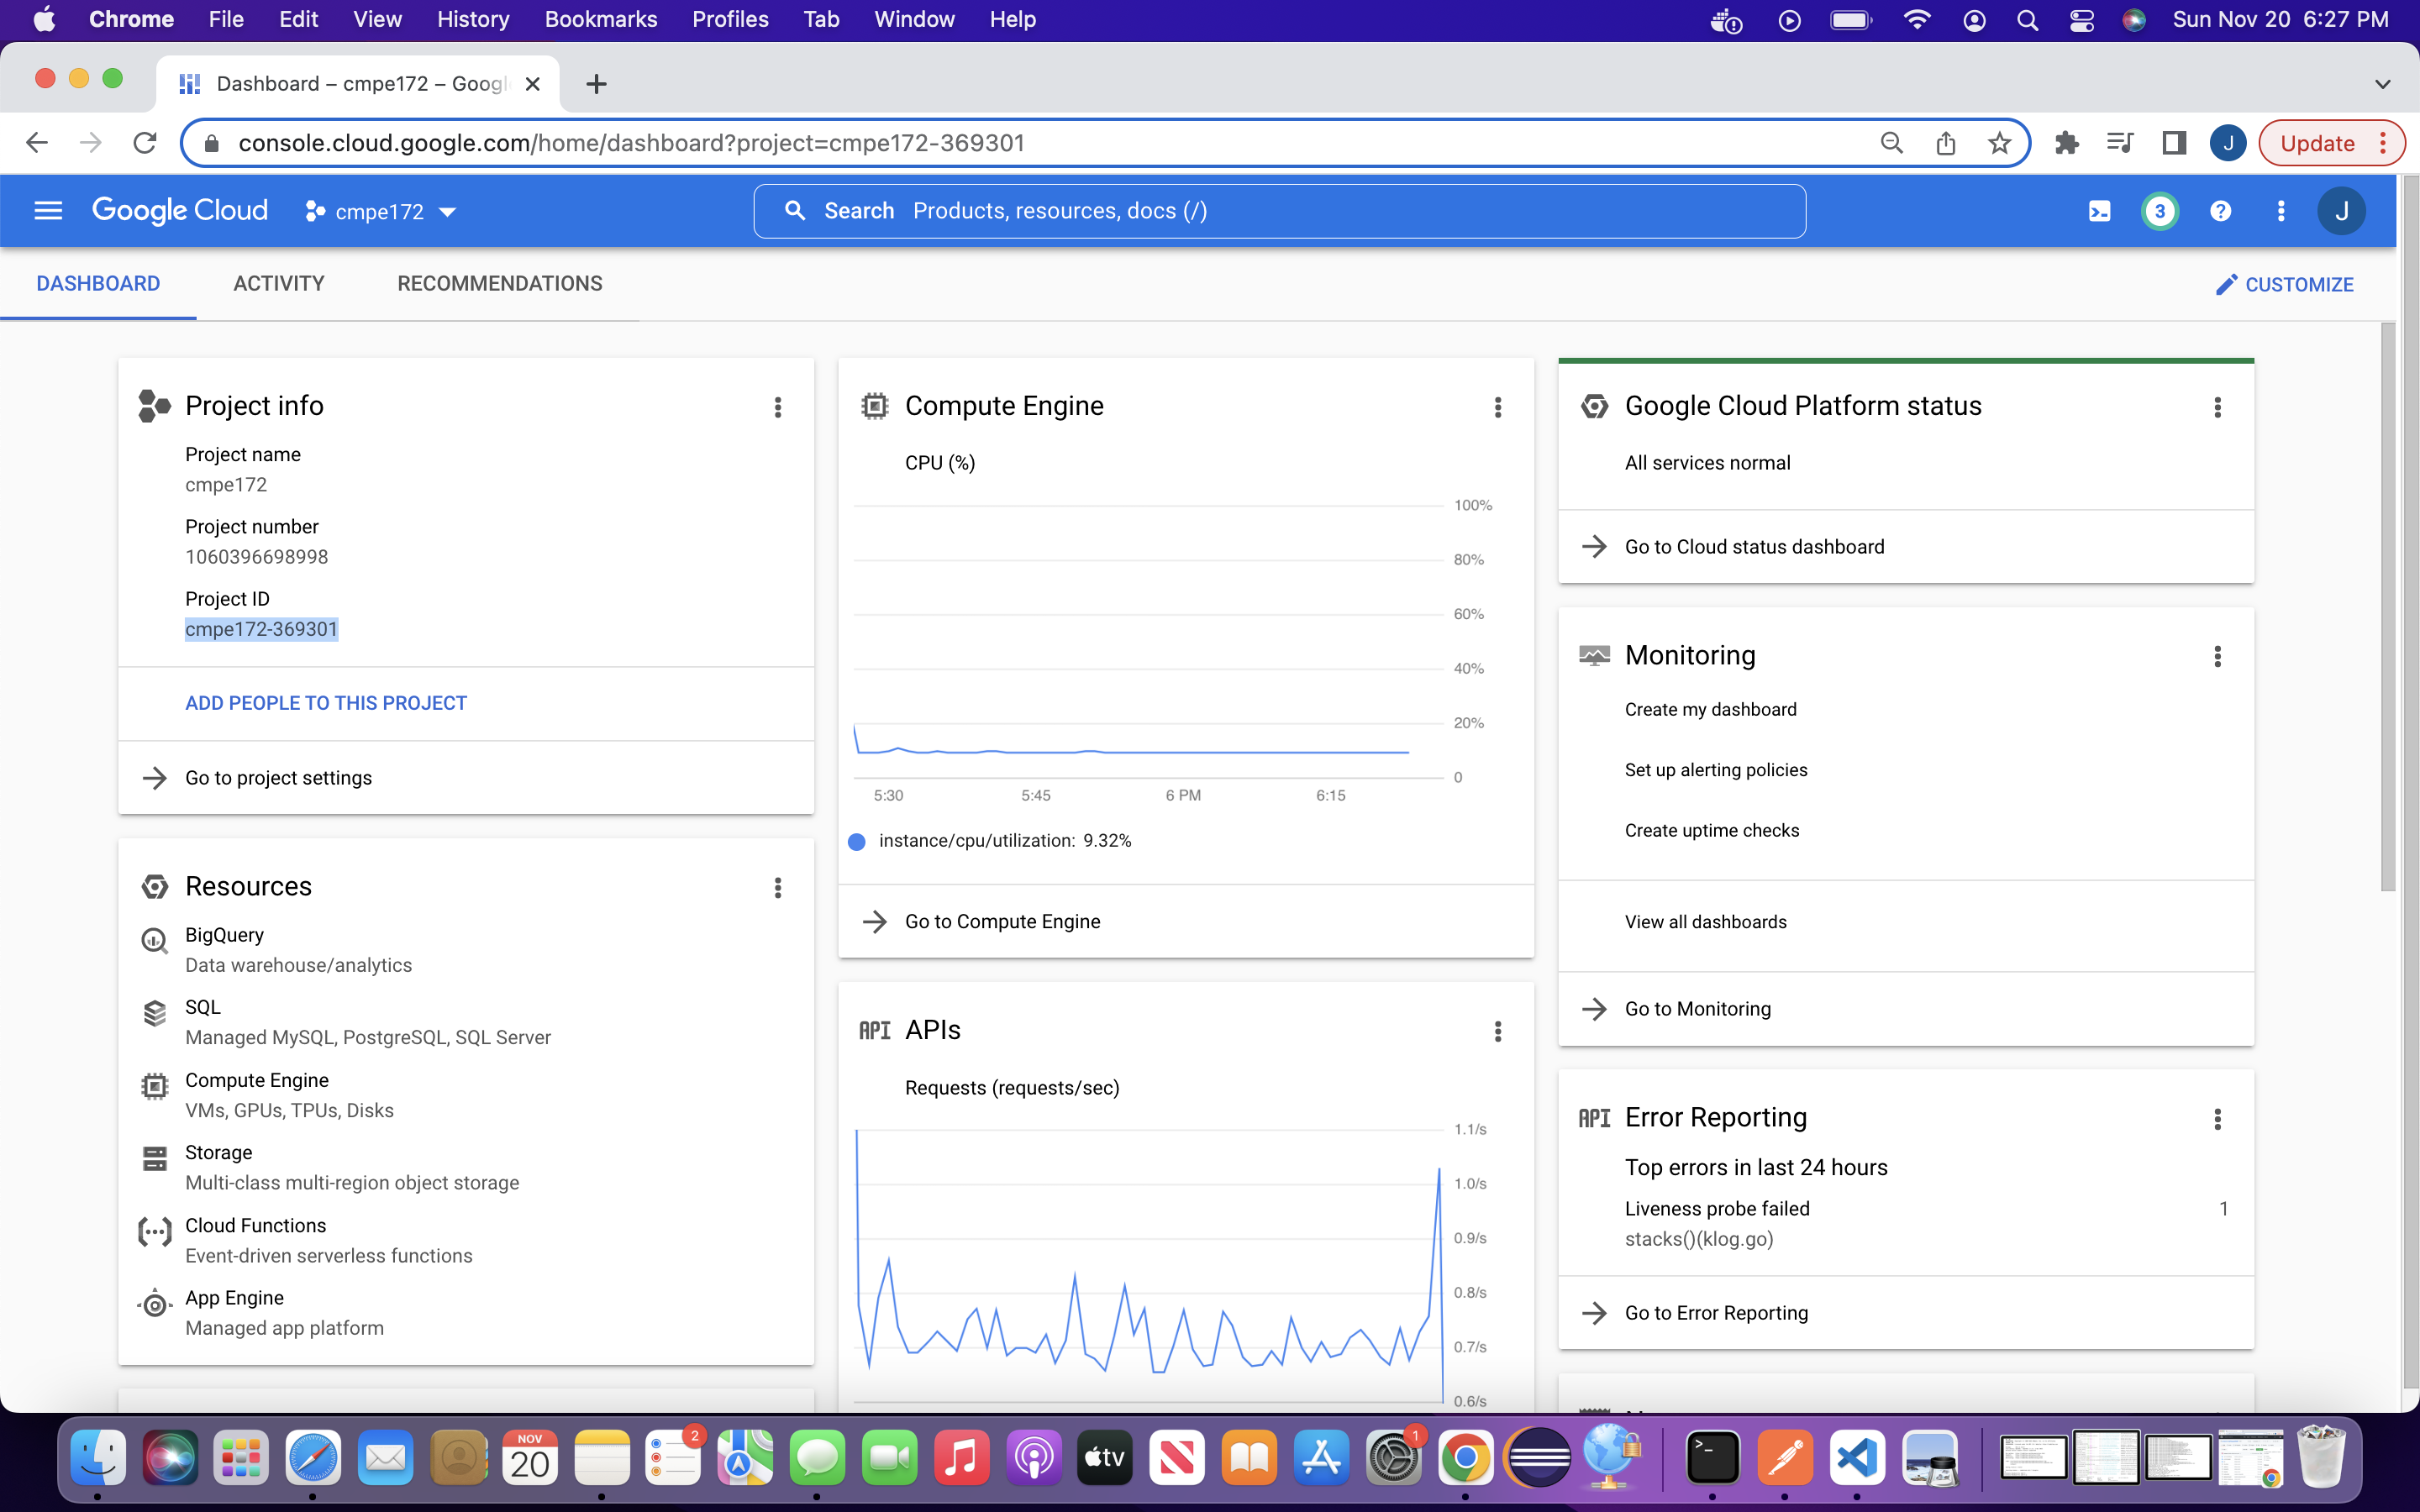 Chrome File Edit View History Bookmarks Profiles Tab Window Help Sun Nov 20 6:27 PM
Dashboard – cmpe172 – Googl
console.cloud.google.com/home/dashboard?project=cmpe172-369301
J
Update
Google Cloud
cmpe172
Search Products, resources, docs (/)
3
?
J
DASHBOARD ACTIVITY RECOMMENDATIONS
CUSTOMIZE
Project info
Project name
cmpe172
Project number
1060396698998
Project ID
cmpe172-369301
ADD PEOPLE TO THIS PROJECT
Go to project settings
Resources
BigQuery
Data warehouse/analytics
SQL
Managed MySQL, PostgreSQL, SQL Server
Compute Engine
VMs, GPUs, TPUs, Disks
Storage
Multi-class multi-region object storage
Cloud Functions
Event-driven serverless functions
App Engine
Managed app platform
Compute Engine
CPU (%)
100%
80%
60%
40%
20%
0
5:30 5:45 6 PM 6:15
instance/cpu/utilization: 9.32%
Go to Compute Engine
API APIs
Requests (requests/sec)
1.1/s
1.0/s
0.9/s
0.8/s
0.7/s
0.6/s
Google Cloud Platform status
All services normal
Go to Cloud status dashboard
Monitoring
Create my dashboard
Set up alerting policies
Create uptime checks
View all dashboards
Go to Monitoring
API Error Reporting
Top errors in last 24 hours
Liveness probe failed 1
stacks()(klog.go)
Go to Error Reporting
NOV
20
2
tv
1